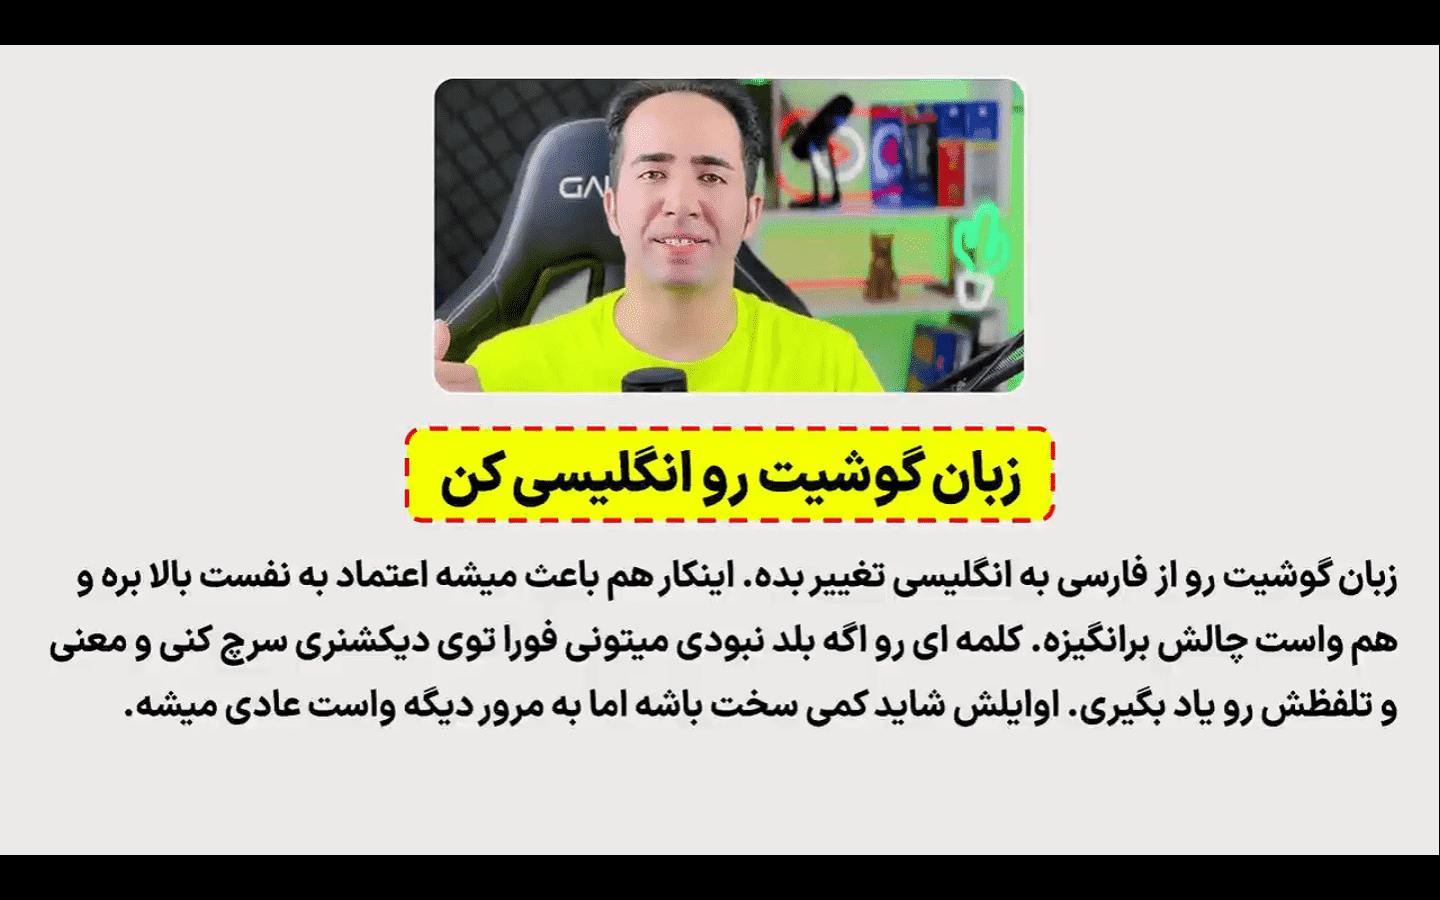 GA
زبان گوشیت رو انگلیسی کن
زبان گوشیت رو از فارسی به انگلیسی تغییر بده. اینکار هم باعث میشه اعتماد به نفست بالا بره و
هم واست چالش برانگیزه. کلمه ای رو اگه بلد نبودی میتونی فورا توی دیکشنری سرچ کنی و معنی
و تلفظش رو یاد بگیری. اوایلش شاید کمی سخت باشه اما به مرور دیگه واست عادی میشه.